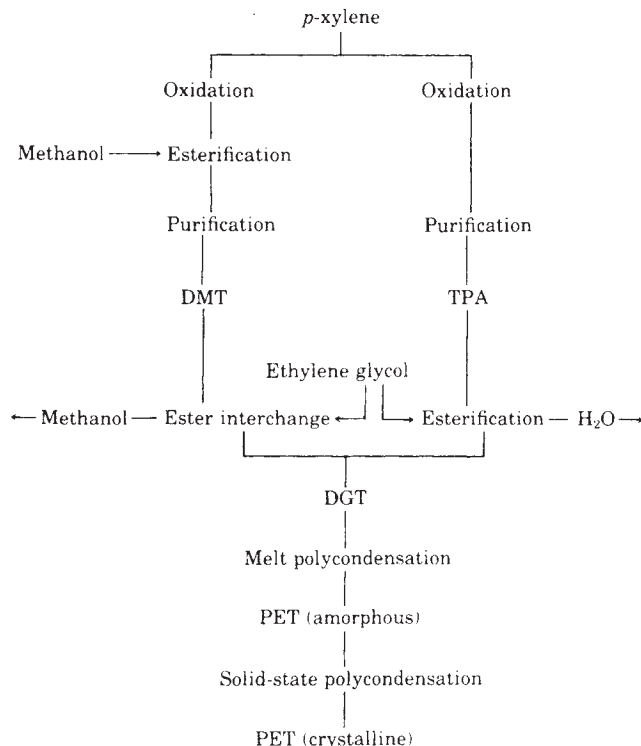 p-xylene
Oxidation Oxidation
Methanol Esterification
Purification Purification
DMT TPA
Ethylene glycol
Methanol Ester interchange Esterification H₂O
DGT
Melt polycondensation
PET (amorphous)
Solid-state polycondensation
PET (crystalline)